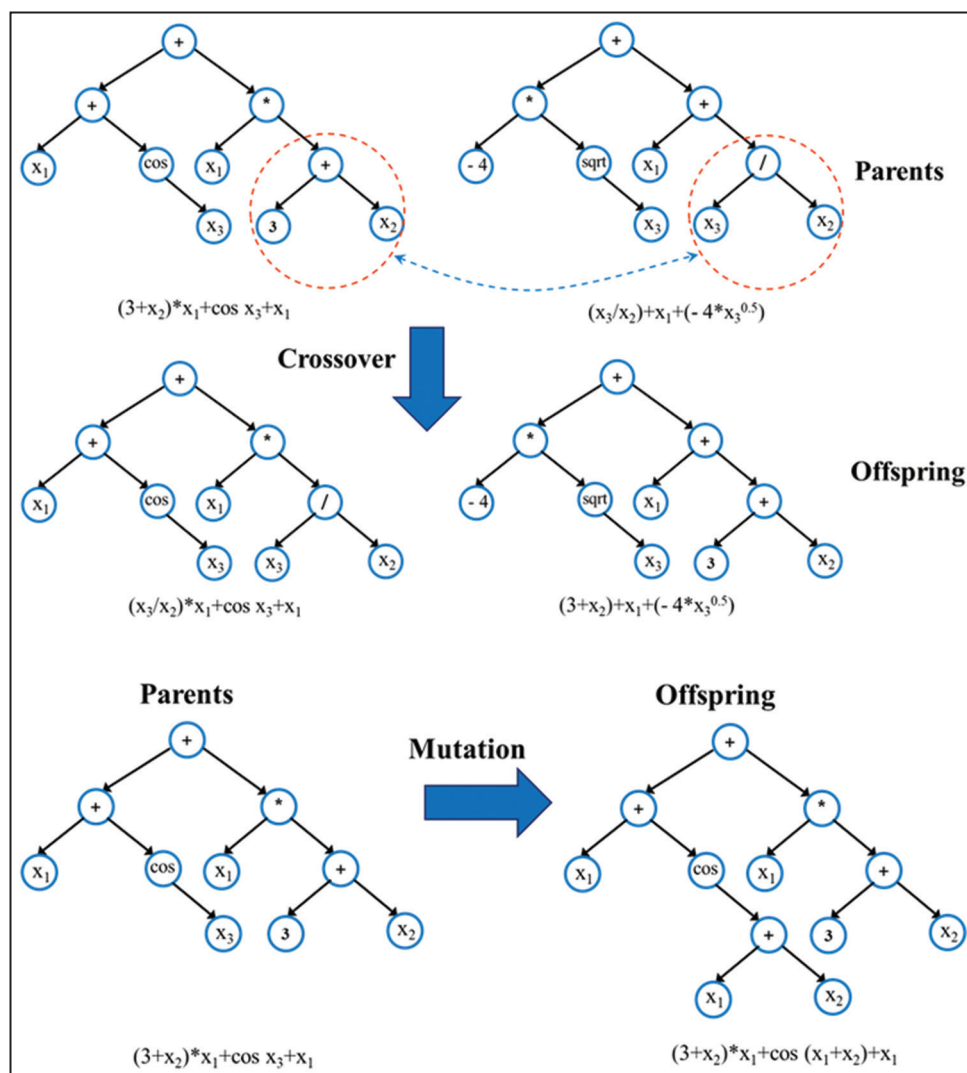 + +
+ * * +
x₁ cos x₁ + - 4 sqrt x₁ / Parents
x₃ 3 x₂ x₃ x₃ x₂
(3+x₂)*x₁+cos x₃+x₁ (x₃/x₂)+x₁+(- 4*x₃⁰·⁵)
Crossover
+ +
+ * * +
Offspring
x₁ cos x₁ / - 4 sqrt x₁ +
x₃ x₃ x₂ x₃ 3 x₂
(x₃/x₂)*x₁+cos x₃+x₁ (3+x₂)+x₁+(- 4*x₃⁰·⁵)
Parents Offspring
+ Mutation +
+ * + *
x₁ cos x₁ + x₁ cos x₁ +
x₃ 3 x₂ + 3 x₂
x₁ x₂
(3+x₂)*x₁+cos x₃+x₁ (3+x₂)*x₁+cos (x₁+x₂)+x₁